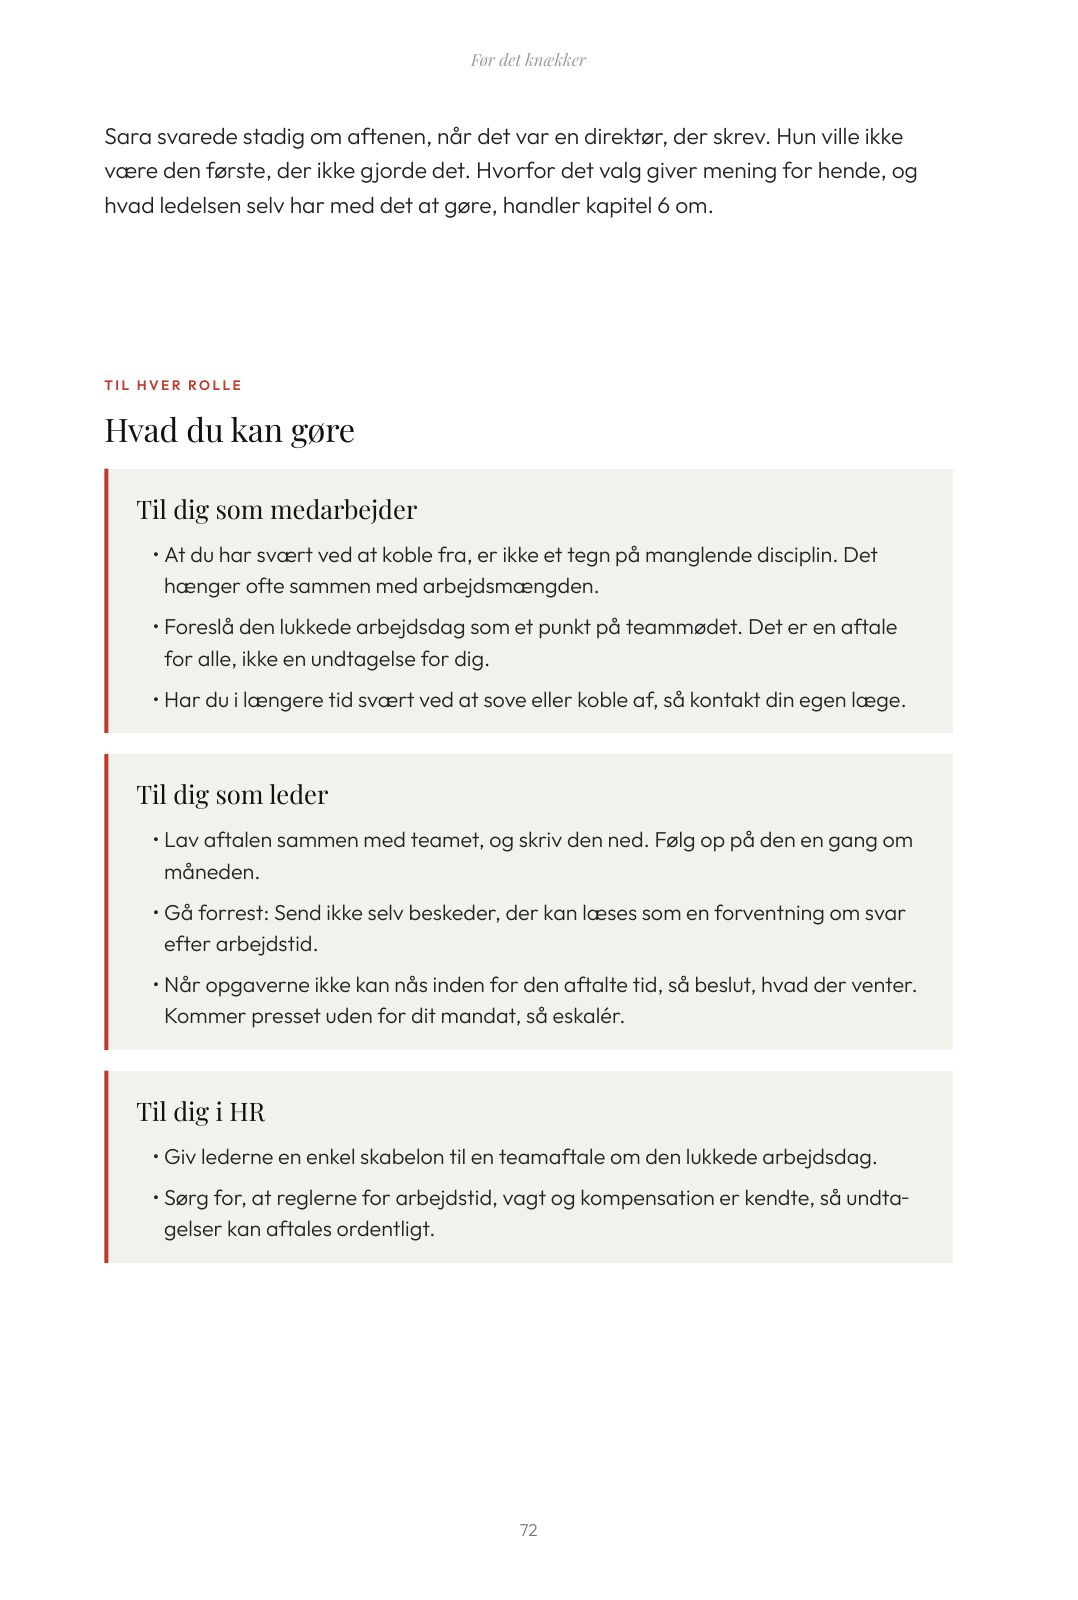 Før det knækker
Sara svarede stadig om aftenen, når det var en direktør, der skrev. Hun ville ikke
være den første, der ikke gjorde det. Hvorfor det valg giver mening for hende, og
hvad ledelsen selv har med det at gøre, handler kapitel 6 om.
TIL HVER ROLLE
Hvad du kan gøre
Til dig som medarbejder
• At du har svært ved at koble fra, er ikke et tegn på manglende disciplin. Det
hænger ofte sammen med arbejdsmængden.
• Foreslå den lukkede arbejdsdag som et punkt på teammødet. Det er en aftale
for alle, ikke en undtagelse for dig.
• Har du i længere tid svært ved at sove eller koble af, så kontakt din egen læge.
Til dig som leder
• Lav aftalen sammen med teamet, og skriv den ned. Følg op på den en gang om
måneden.
• Gå forrest: Send ikke selv beskeder, der kan læses som en forventning om svar
efter arbejdstid.
• Når opgaverne ikke kan nås inden for den aftalte tid, så beslut, hvad der venter.
Kommer presset uden for dit mandat, så eskalér.
Til dig i HR
• Giv lederne en enkel skabelon til en teamaftale om den lukkede arbejdsdag.
• Sørg for, at reglerne for arbejdstid, vagt og kompensation er kendte, så undta-
gelser kan aftales ordentligt.
72